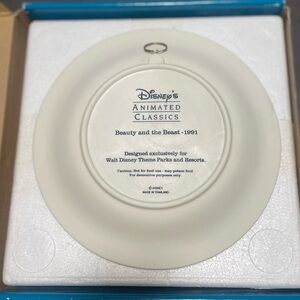 Disney's
ANIMATED
CLASSICS
Beauty and the Beast - 1991
Designed exclusively for
Walt Disney Theme Parks and Resorts.
Caution: Not for food use - may poison food
For decorative purposes only.
© DISNEY
MADE IN THAILAND